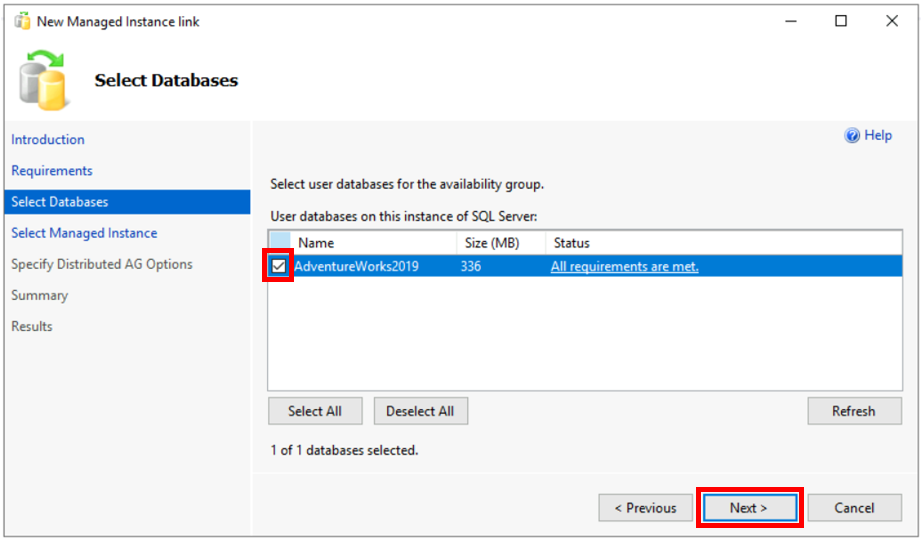 New Managed Instance link
Select Databases
Introduction
Requirements
Select Databases
Select Managed Instance
Specify Distributed AG Options
Summary
Results
Help
Select user databases for the availability group.
User databases on this instance of SQL Server:
Name Size (MB) Status
AdventureWorks2019 336 All requirements are met.
Select All Deselect All Refresh
1 of 1 databases selected.
< Previous Next > Cancel